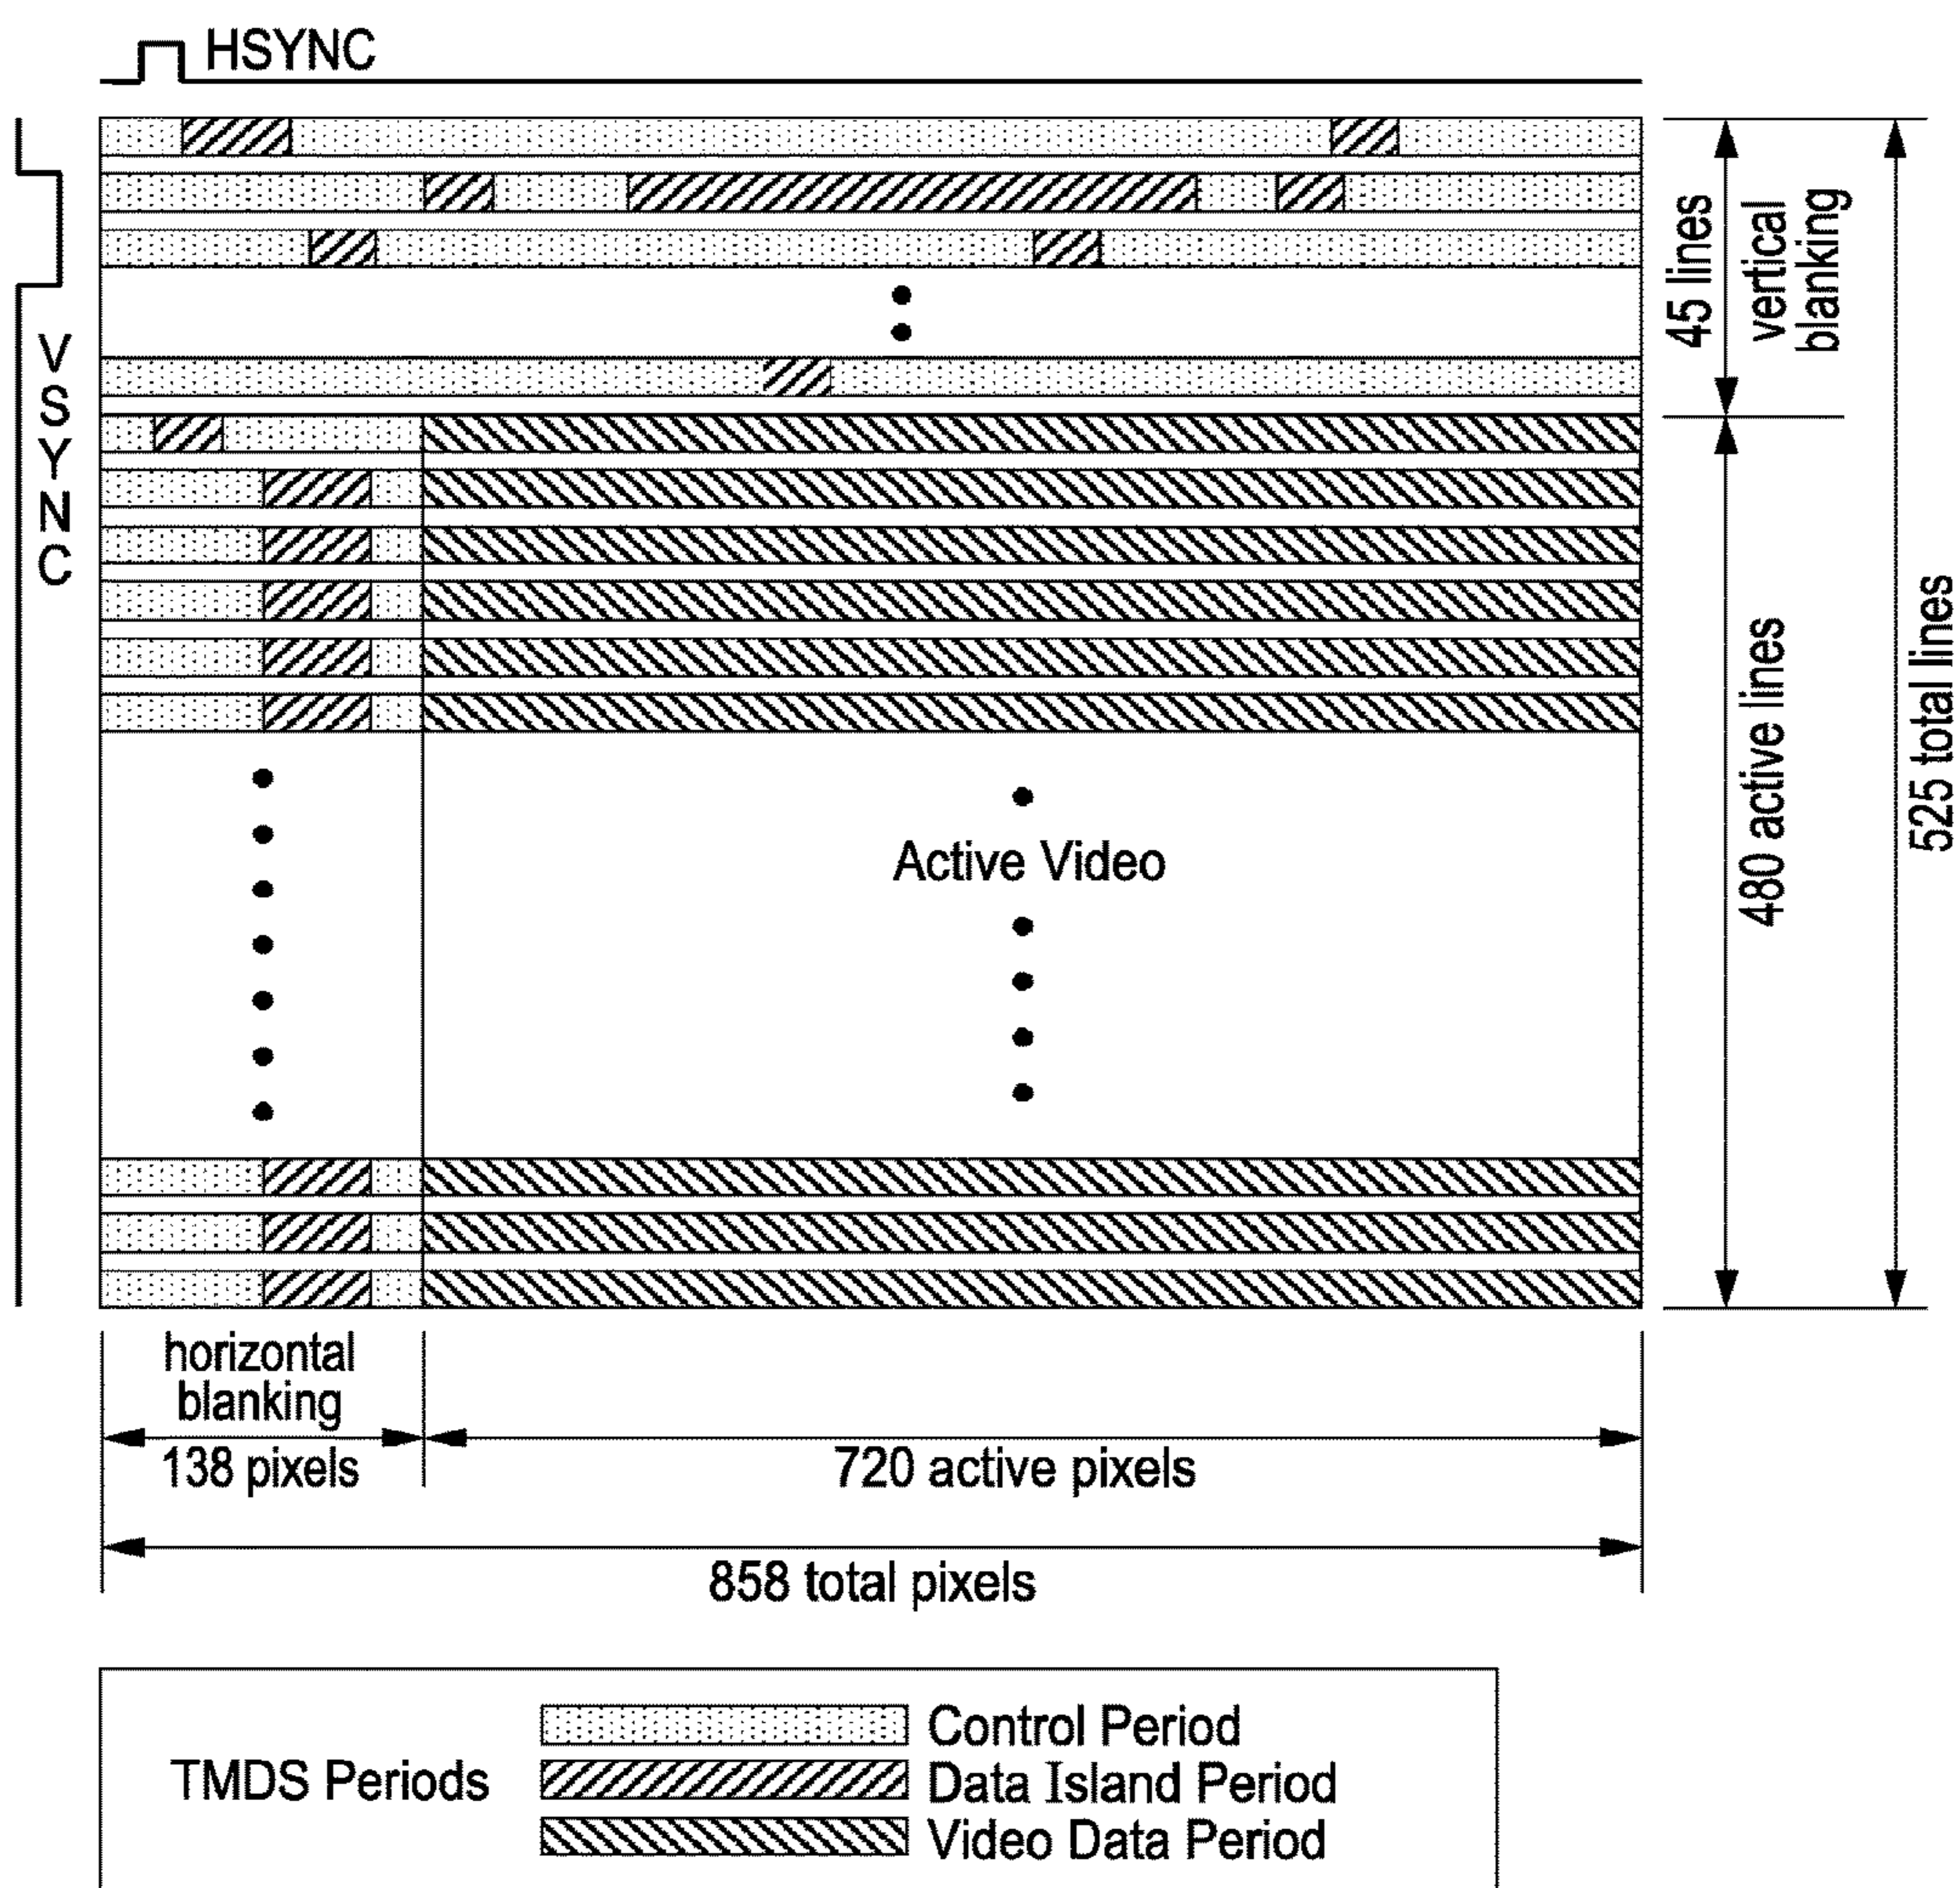 HSYNC
VSYNC
45 lines
vertical
blanking
480 active lines
525 total lines
Active Video
horizontal
blanking
138 pixels
720 active pixels
858 total pixels
TMDS Periods
Control Period
Data Island Period
Video Data Period